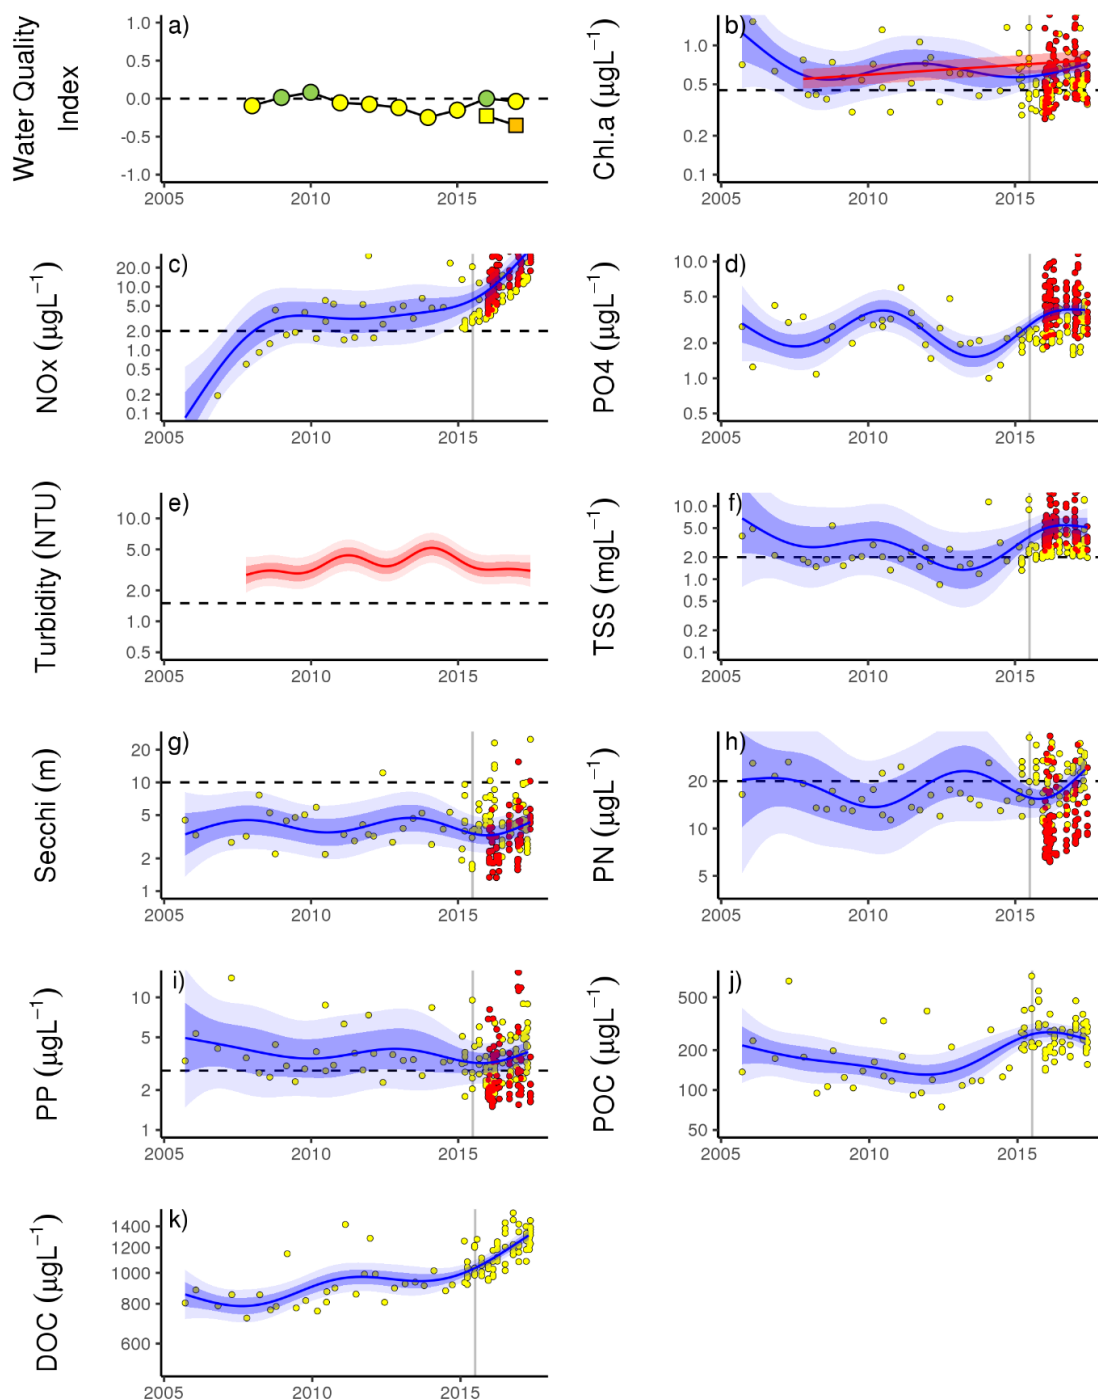 Water Quality
Index
a)
1.0
0.5
0.0
-0.5
-1.0
2005 2010 2015
Chl.a (µgL⁻¹)
b)
1.0
0.5
0.2
0.1
2005 2010 2015
NOx (µgL⁻¹)
c)
20.0
10.0
5.0
2.0
1.0
0.5
0.2
0.1
2005 2010 2015
PO4 (µgL⁻¹)
d)
10.0
5.0
2.0
1.0
0.5
2005 2010 2015
Turbidity (NTU)
e)
10.0
5.0
2.0
1.0
0.5
2005 2010 2015
TSS (mgL⁻¹)
f)
10.0
5.0
2.0
1.0
0.5
0.2
0.1
2005 2010 2015
Secchi (m)
g)
20
10
5
2
1
2005 2010 2015
PN (µgL⁻¹)
h)
20
10
5
2005 2010 2015
PP (µgL⁻¹)
i)
10
5
2
1
2005 2010 2015
POC (µgL⁻¹)
j)
500
200
100
50
2005 2010 2015
DOC (µgL⁻¹)
k)
1400
1200
1000
800
600
2005 2010 2015